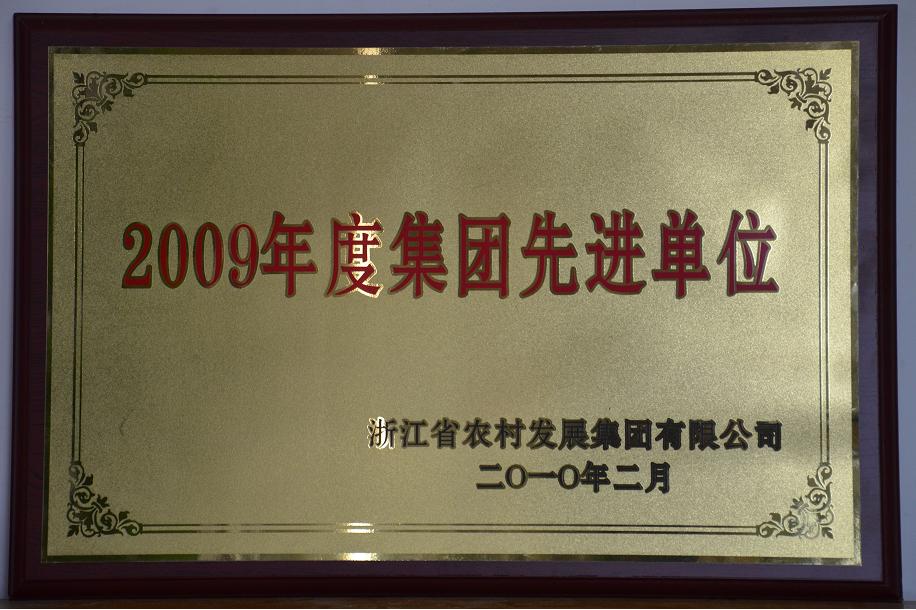 2009年度集团先进单位
浙江省农村发展集团有限公司
二〇一〇年二月